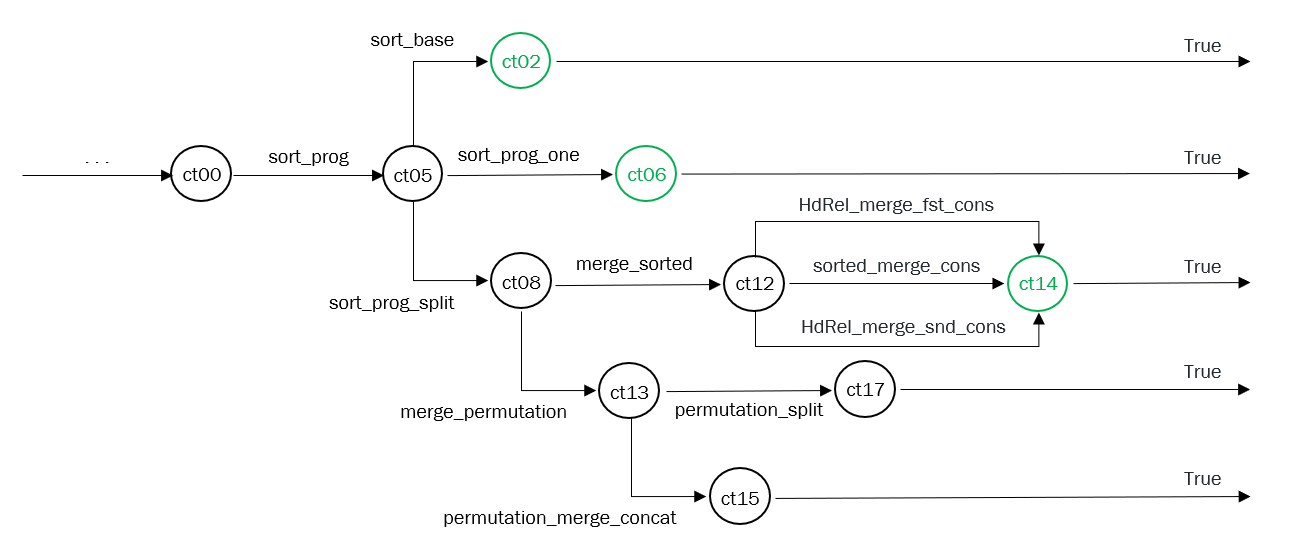 sort_base
ct02
True
. . .
ct00
sort_prog
ct05
sort_prog_one
ct06
True
HdRel_merge_fst_cons
ct08
merge_sorted
ct12
sorted_merge_cons
ct14
True
sort_prog_split
HdRel_merge_snd_cons
merge_permutation
ct13
permutation_split
ct17
True
permutation_merge_concat
ct15
True